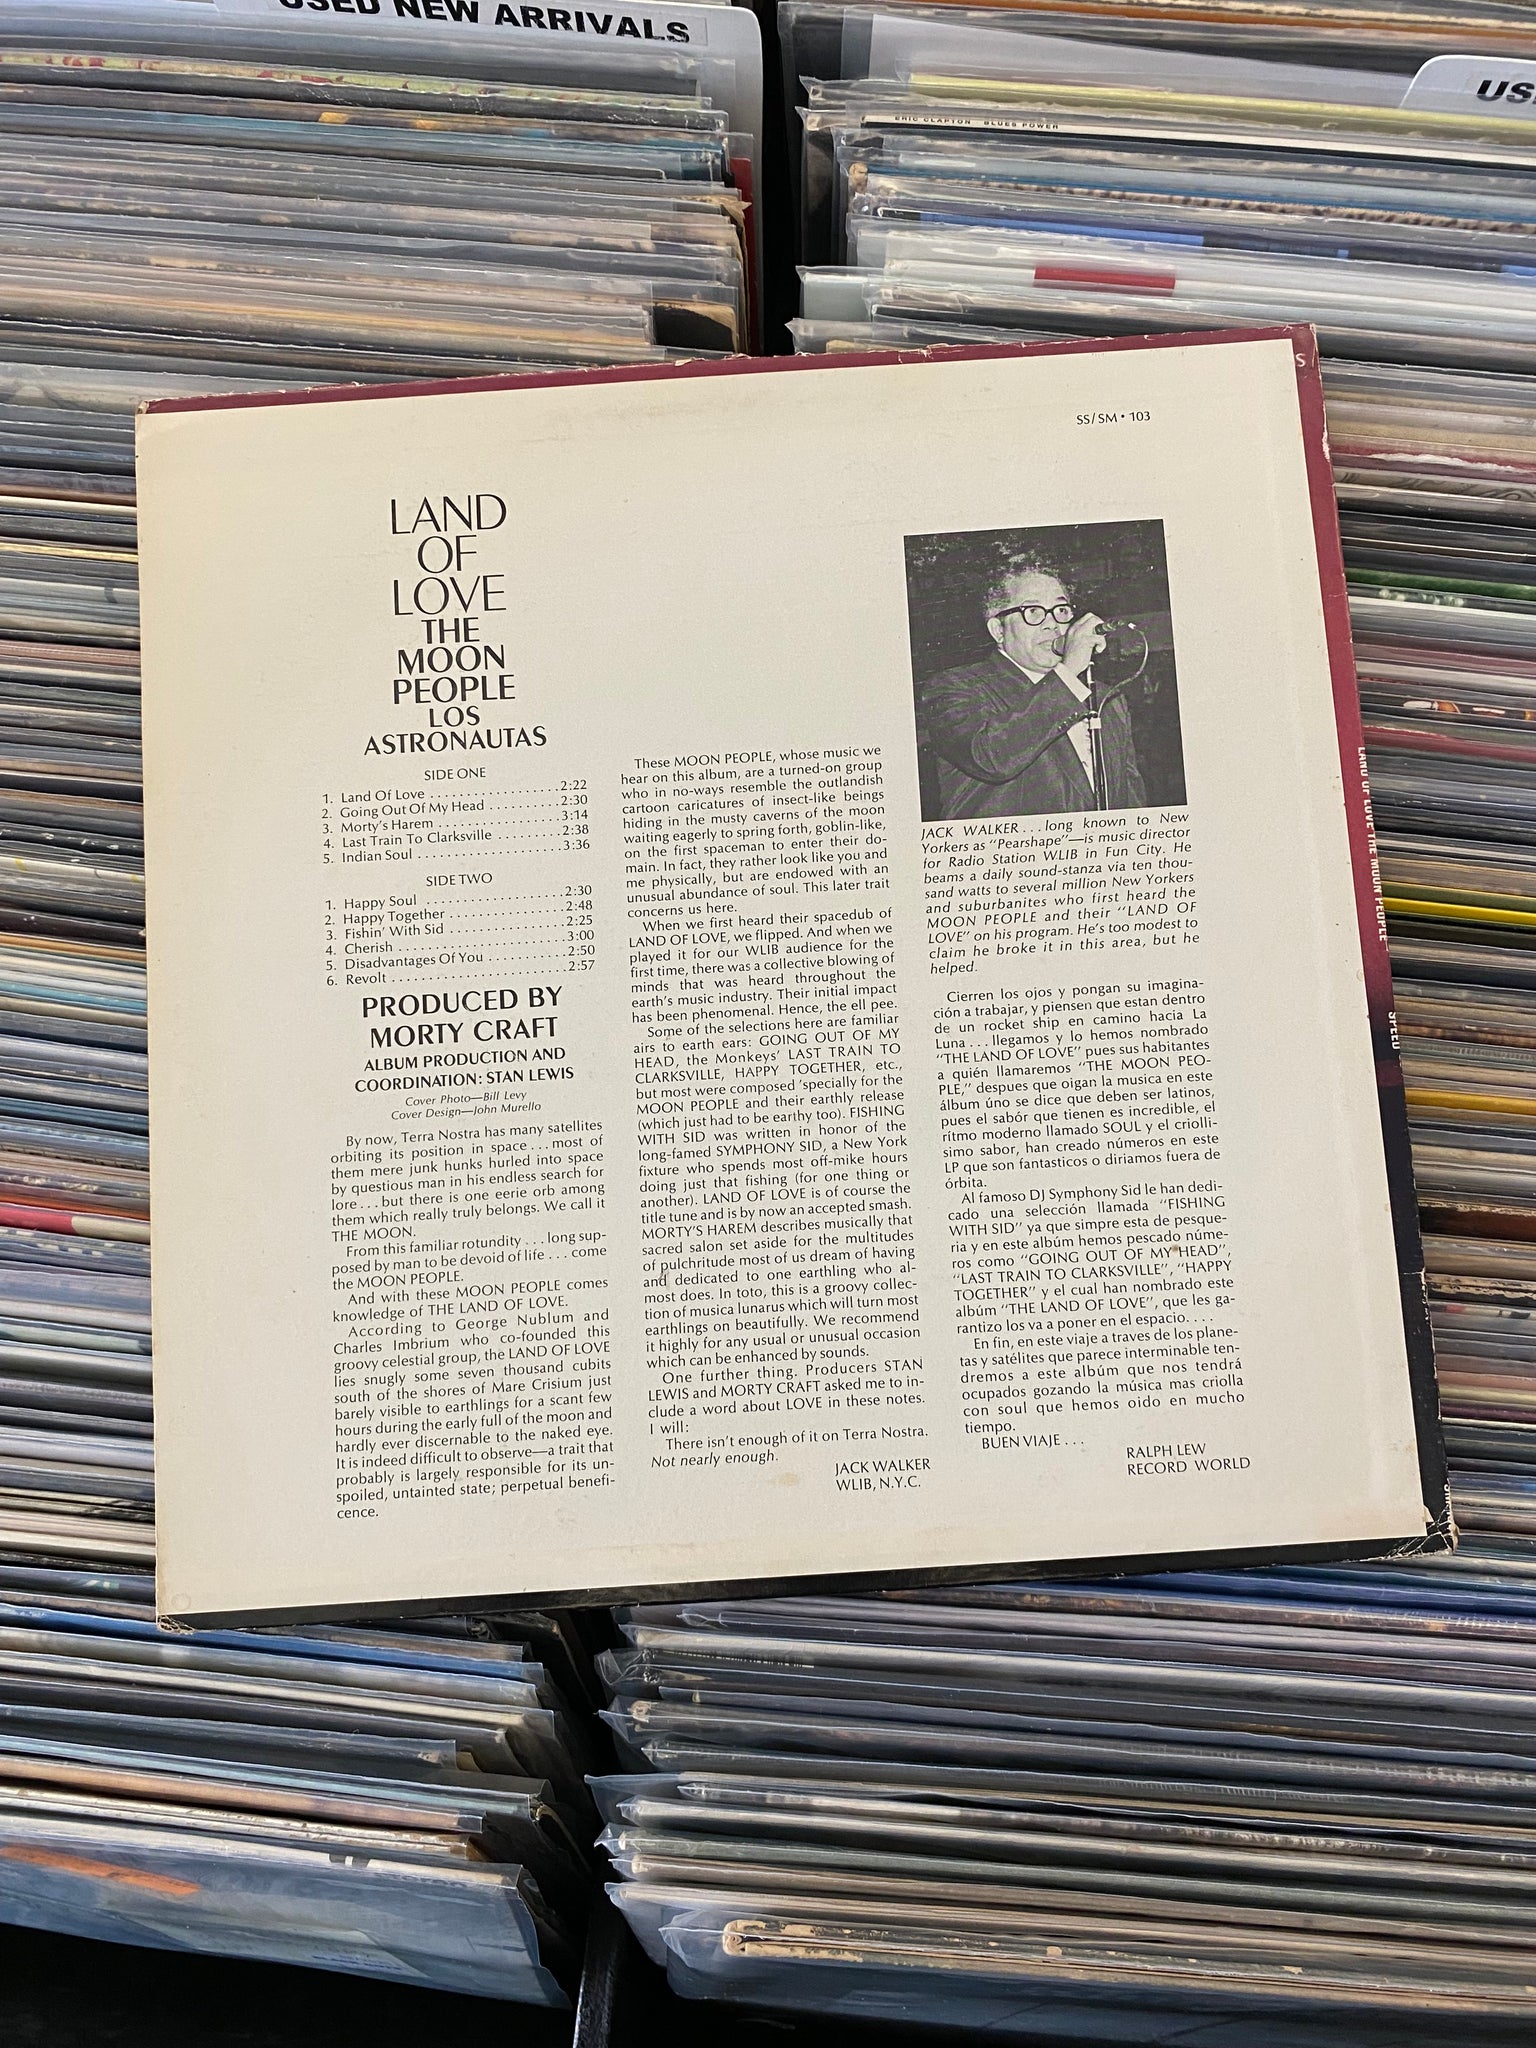 USED NEW ARRIVALS
ERIC CLAPTON BLUES POWER
SS/SM • 103
LAND
OF
LOVE
THE
MOON
PEOPLE
LOS
ASTRONAUTAS
SIDE ONE
1. Land Of Love . . . . . . . . . . . . . . . . . . 2:22
2. Going Out Of My Head . . . . . . . . . . 2:30
3. Morty's Harem . . . . . . . . . . . . . . . . . 3:14
4. Last Train To Clarksville . . . . . . . . . 2:38
5. Indian Soul . . . . . . . . . . . . . . . . . . . . 3:36
SIDE TWO
1. Happy Soul . . . . . . . . . . . . . . . . . . . 2:30
2. Happy Together . . . . . . . . . . . . . . . . 2:48
3. Fishin' With Sid . . . . . . . . . . . . . . . . 2:25
4. Cherish . . . . . . . . . . . . . . . . . . . . . . . 3:00
5. Disadvantages Of You . . . . . . . . . . . 2:50
6. Revolt . . . . . . . . . . . . . . . . . . . . . . . . 2:57
PRODUCED BY
MORTY CRAFT
ALBUM PRODUCTION AND
COORDINATION: STAN LEWIS
Cover Photo—Bill Levy
Cover Design—John Murello
By now, Terra Nostra has many satellites
orbiting its position in space . . . most of
them mere junk hunks hurled into space
by questious man in his endless search for
lore . . . but there is one eerie orb among
them which really truly belongs. We call it
THE MOON.
From this familiar rotundity . . . long sup-
posed by man to be devoid of life . . . come
the MOON PEOPLE.
And with these MOON PEOPLE comes
knowledge of THE LAND OF LOVE.
According to George Nublum and
Charles Imbrium who co-founded this
groovy celestial group, the LAND OF LOVE
lies snugly some seven thousand cubits
south of the shores of Mare Crisium just
barely visible to earthlings for a scant few
hours during the early full of the moon and
hardly ever discernable to the naked eye.
It is indeed difficult to observe—a trait that
probably is largely responsible for its un-
spoiled, untainted state; perpetual benefi-
cence.
These MOON PEOPLE, whose music we
hear on this album, are a turned-on group
who in no-ways resemble the outlandish
cartoon caricatures of insect-like beings
hiding in the musty caverns of the moon
waiting eagerly to spring forth, goblin-like,
on the first spaceman to enter their do-
main. In fact, they rather look like you and
me physically, but are endowed with an
unusual abundance of soul. This later trait
concerns us here.
When we first heard their spacedub of
LAND OF LOVE, we flipped. And when we
played it for our WLIB audience for the
first time, there was a collective blowing of
minds that was heard throughout the
earth's music industry. Their initial impact
has been phenomenal. Hence, the ell pee.
Some of the selections here are familiar
airs to earth ears: GOING OUT OF MY
HEAD, the Monkeys' LAST TRAIN TO
CLARKSVILLE, HAPPY TOGETHER, etc.,
but most were composed 'specially for the
MOON PEOPLE and their earthly release
(which just had to be earthy too). FISHING
WITH SID was written in honor of the
long-famed SYMPHONY SID, a New York
fixture who spends most off-mike hours
doing just that fishing (for one thing or
another). LAND OF LOVE is of course the
title tune and is by now an accepted smash.
MORTY'S HAREM describes musically that
sacred salon set aside for the multitudes
of pulchritude most of us dream of having
and dedicated to one earthling who al-
most does. In toto, this is a groovy collec-
tion of musica lunarus which will turn most
earthlings on beautifully. We recommend
it highly for any usual or unusual occasion
which can be enhanced by sounds.
One further thing. Producers STAN
LEWIS and MORTY CRAFT asked me to in-
clude a word about LOVE in these notes.
I will:
There isn't enough of it on Terra Nostra.
Not nearly enough.
JACK WALKER
WLIB, N.Y.C.
JACK WALKER . . . long known to New
Yorkers as "Pearshape"—is music director
for Radio Station WLIB in Fun City. He
beams a daily sound-stanza via ten thou-
sand watts to several million New Yorkers
and suburbanites who first heard the
MOON PEOPLE and their "LAND OF
LOVE" on his program. He's too modest to
claim he broke it in this area, but he
helped.
Cierren los ojos y pongan su imagina-
ción a trabajar, y piensen que estan dentro
de un rocket ship en camino hacia La
Luna . . . llegamos y lo hemos nombrado
"THE LAND OF LOVE" pues sus habitantes
a quién llamaremos "THE MOON PEO-
PLE," despues que oigan la musica en este
álbum úno se dice que deben ser latinos,
pues el sabór que tienen es incredible, el
rítmo moderno llamado SOUL y el criolli-
simo sabor, han creado números en este
LP que son fantasticos o diriamos fuera de
órbita.
Al famoso DJ Symphony Sid le han dedi-
cado una selección llamada "FISHING
WITH SID" ya que simpre esta de pesque-
ria y en este albúm hemos pescado núme-
ros como "GOING OUT OF MY HEAD",
"LAST TRAIN TO CLARKSVILLE", "HAPPY
TOGETHER" y el cual han nombrado este
albúm "THE LAND OF LOVE", que les ga-
rantizo los va a poner en el espacio. . . .
En fin, en este viaje a traves de los plane-
tas y satélites que parece interminable ten-
dremos a este albúm que nos tendrá
ocupados gozando la música mas criolla
con soul que hemos oido en mucho
tiempo.
BUEN VIAJE . . .
RALPH LEW
RECORD WORLD
LAND OF LOVE/THE MOON PEOPLE
SPEED